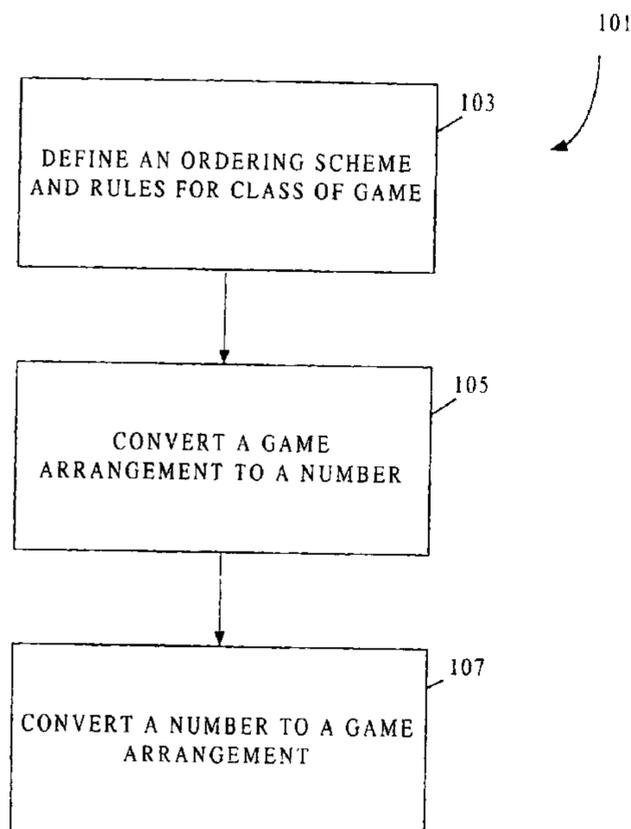 101
103
DEFINE AN ORDERING SCHEME
AND RULES FOR CLASS OF GAME
105
CONVERT A GAME
ARRANGEMENT TO A NUMBER
107
CONVERT A NUMBER TO A GAME
ARRANGEMENT